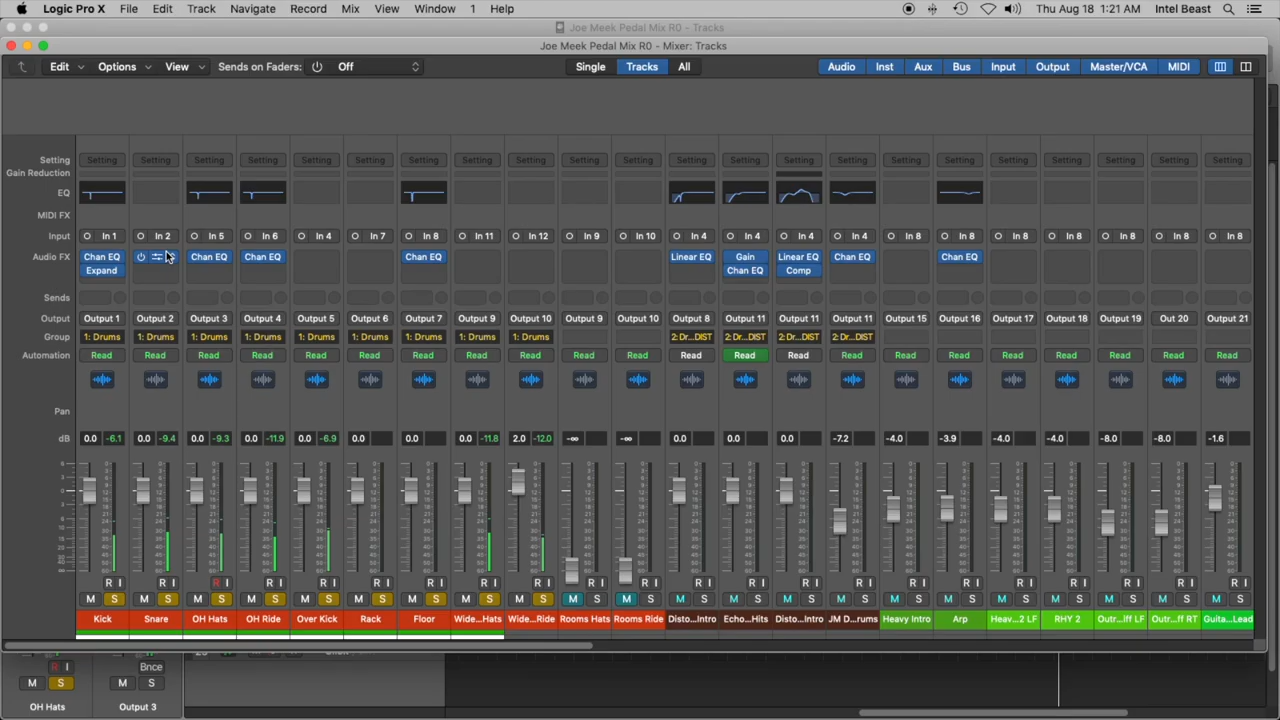 Logic Pro X File Edit Track Navigate Record Mix View Window 1 Help Thu Aug 18 1:21 AM Intel Beast
Joe Meek Pedal Mix R0 - Tracks
Joe Meek Pedal Mix R0 - Mixer: Tracks
Edit Options View Sends on Faders: Off Single Tracks All Audio Inst Aux Bus Input Output Master/VCA MIDI
Setting Setting Setting Setting Setting Setting Setting Setting Setting Setting Setting Setting Setting Setting Setting Setting Setting Setting Setting Setting Setting Setting Setting
Gain Reduction
EQ
MIDI FX
Input In 1 In 2 In 5 In 6 In 4 In 7 In 8 In 11 In 12 In 9 In 10 In 4 In 4 In 4 In 4 In 8 In 8 In 8 In 8 In 8 In 8 In 8
Audio FX Chan EQ Chan EQ Chan EQ Chan EQ Linear EQ Gain Linear EQ Chan EQ Chan EQ
Expand Chan EQ Comp
Sends
Output Output 1 Output 2 Output 3 Output 4 Output 5 Output 6 Output 7 Output 9 Output 10 Output 9 Output 10 Output 8 Output 11 Output 11 Output 11 Output 15 Output 16 Output 17 Output 18 Output 19 Out 20 Output 21
Group 1: Drums 1: Drums 1: Drums 1: Drums 1: Drums 1: Drums 1: Drums 1: Drums 1: Drums 2: Dr...DIST 2: Dr...DIST 2: Dr...DIST 2: Dr...DIST
Automation Read Read Read Read Read Read Read Read Read Read Read Read Read Read Read Read Read Read Read Read Read Read
Pan
dB 0.0 -6.1 0.0 -9.4 0.0 -9.3 0.0 -11.9 0.0 -6.9 0.0 0.0 0.0 -11.8 2.0 -12.0 -∞ -∞ 0.0 0.0 0.0 -7.2 -4.0 -3.9 -4.0 -4.0 -8.0 -8.0 -1.6
R I R I R I R I R I R I R I R I R I R I R I R I R I R I R I R I R I R I R I R I R I R I
M S M S M S M S M S M S M S M S M S M S M S M S M S M S M S M S M S M S M S M S M S M S
Kick Snare OH Hats OH Ride Over Kick Rack Floor Wide...Hats Wide...Ride Rooms Hats Rooms Ride Disto...Intro Echo...Hits Disto...Intro JM D...rums Heavy Intro Arp Heav...2 LF RHY 2 Outr...iff LF Outr...ff RT Guita...Lead
R I Bnce
M S M S
OH Hats Output 3